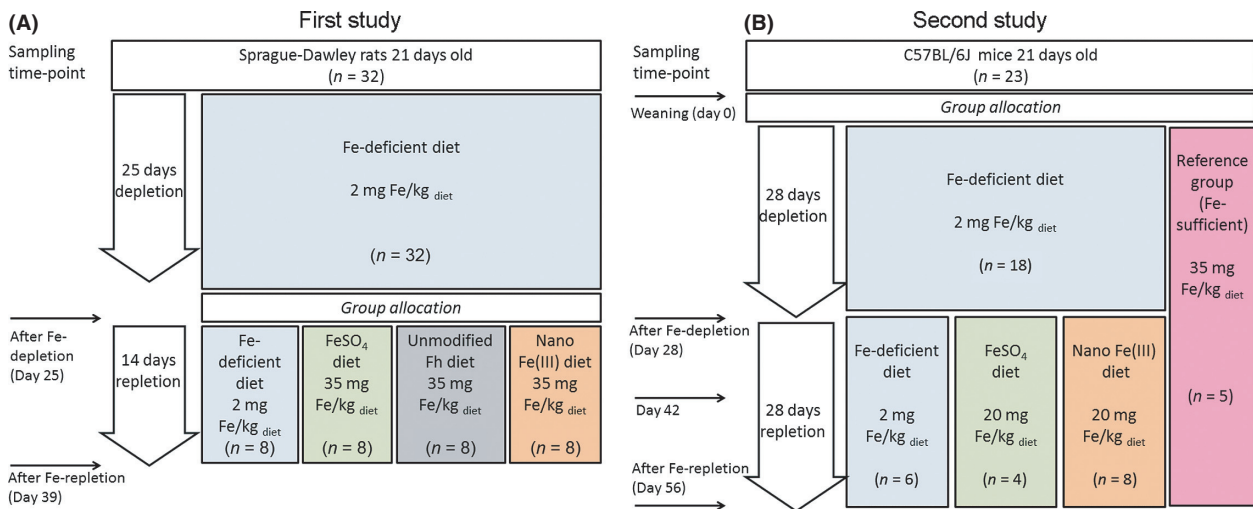 (A)
First study
Sampling
time-point
Sprague-Dawley rats 21 days old
(n = 32)
25 days
depletion
Fe-deficient diet
2 mg Fe/kg diet
(n = 32)
Group allocation
After Fe-
depletion
(Day 25)
14 days
repletion
Fe-
deficient
diet
2 mg
Fe/kg diet
(n = 8)
FeSO4
diet
35 mg
Fe/kg diet
(n = 8)
Unmodified
Fh diet
35 mg
Fe/kg diet
(n = 8)
Nano
Fe(III) diet
35 mg
Fe/kg diet
(n = 8)
After Fe-repletion
(Day 39)
(B)
Second study
Sampling
time-point
C57BL/6J mice 21 days old
(n = 23)
Weaning (day 0)
Group allocation
28 days
depletion
Fe-deficient diet
2 mg Fe/kg diet
(n = 18)
Reference
group
(Fe-
sufficient)
35 mg
Fe/kg diet
(n = 5)
After Fe-depletion
(Day 28)
Day 42
28 days
repletion
Fe-deficient
diet
2 mg
Fe/kg diet
(n = 6)
FeSO4
diet
20 mg
Fe/kg diet
(n = 4)
Nano Fe(III)
diet
20 mg
Fe/kg diet
(n = 8)
After Fe-repletion
(Day 56)